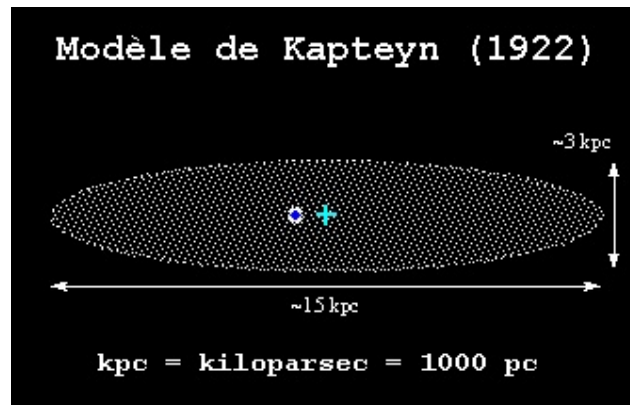 Modèle de Kapteyn (1922)
~3 kpc
~15 kpc
kpc = kiloparsec = 1000 pc